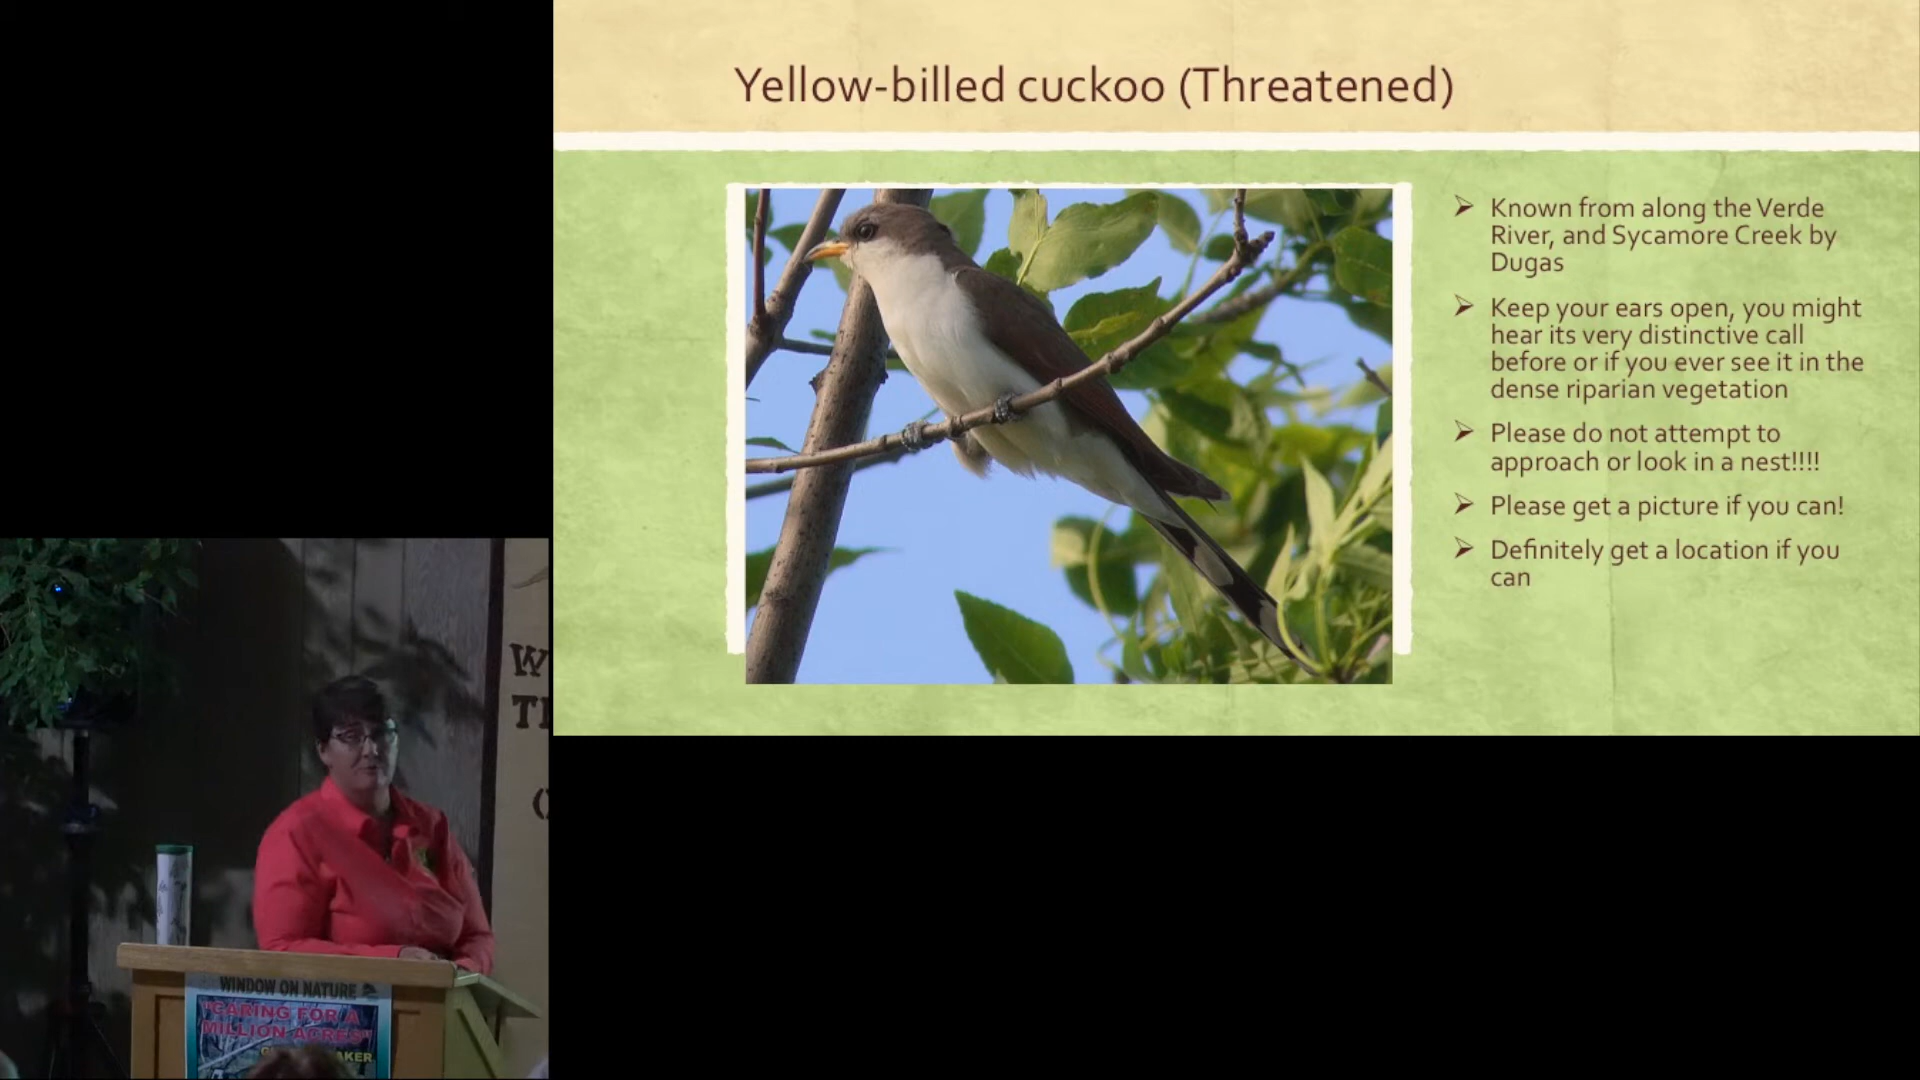 Yellow-billed cuckoo (Threatened)
Known from along the Verde
River, and Sycamore Creek by
Dugas
Keep your ears open, you might
hear its very distinctive call
before or if you ever see it in the
dense riparian vegetation
Please do not attempt to
approach or look in a nest!!!!
Please get a picture if you can!
Definitely get a location if you
can
WINDOW ON NATURE
"CARING FOR A
MILLION ACRES"